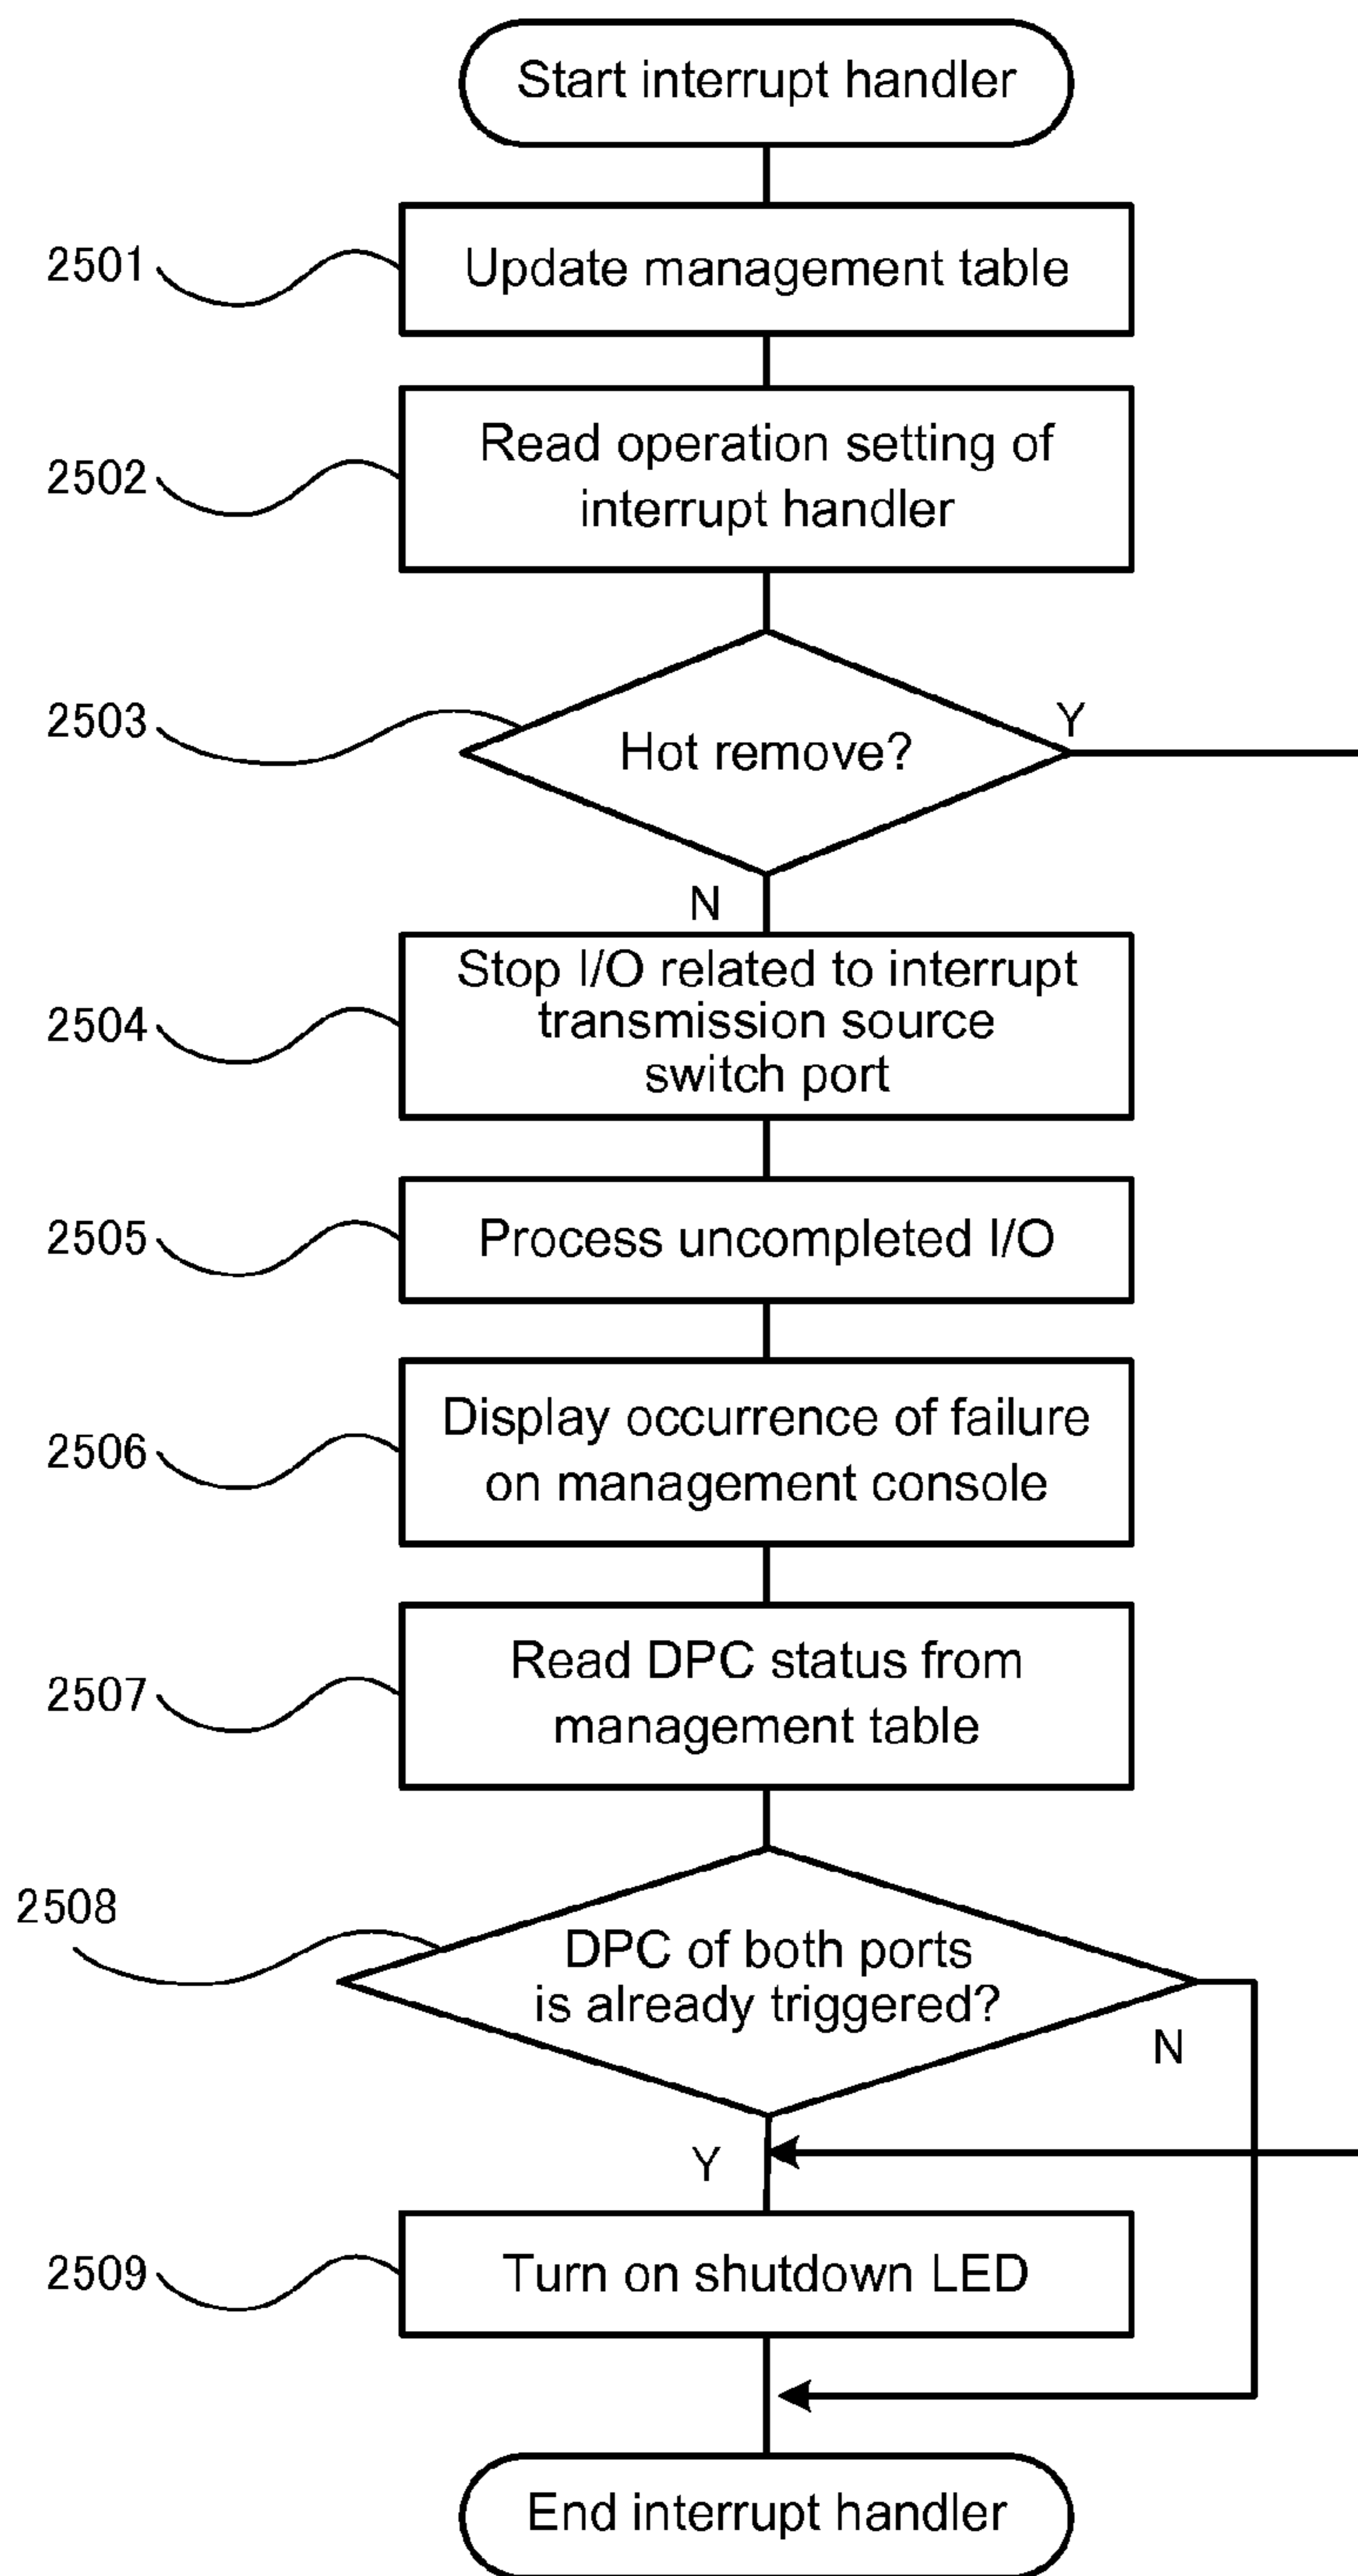 Start interrupt handler
2501
Update management table
2502
Read operation setting of
interrupt handler
2503
Hot remove?
Y
N
2504
Stop I/O related to interrupt
transmission source
switch port
2505
Process uncompleted I/O
2506
Display occurrence of failure
on management console
2507
Read DPC status from
management table
2508
DPC of both ports
is already triggered?
N
Y
2509
Turn on shutdown LED
End interrupt handler